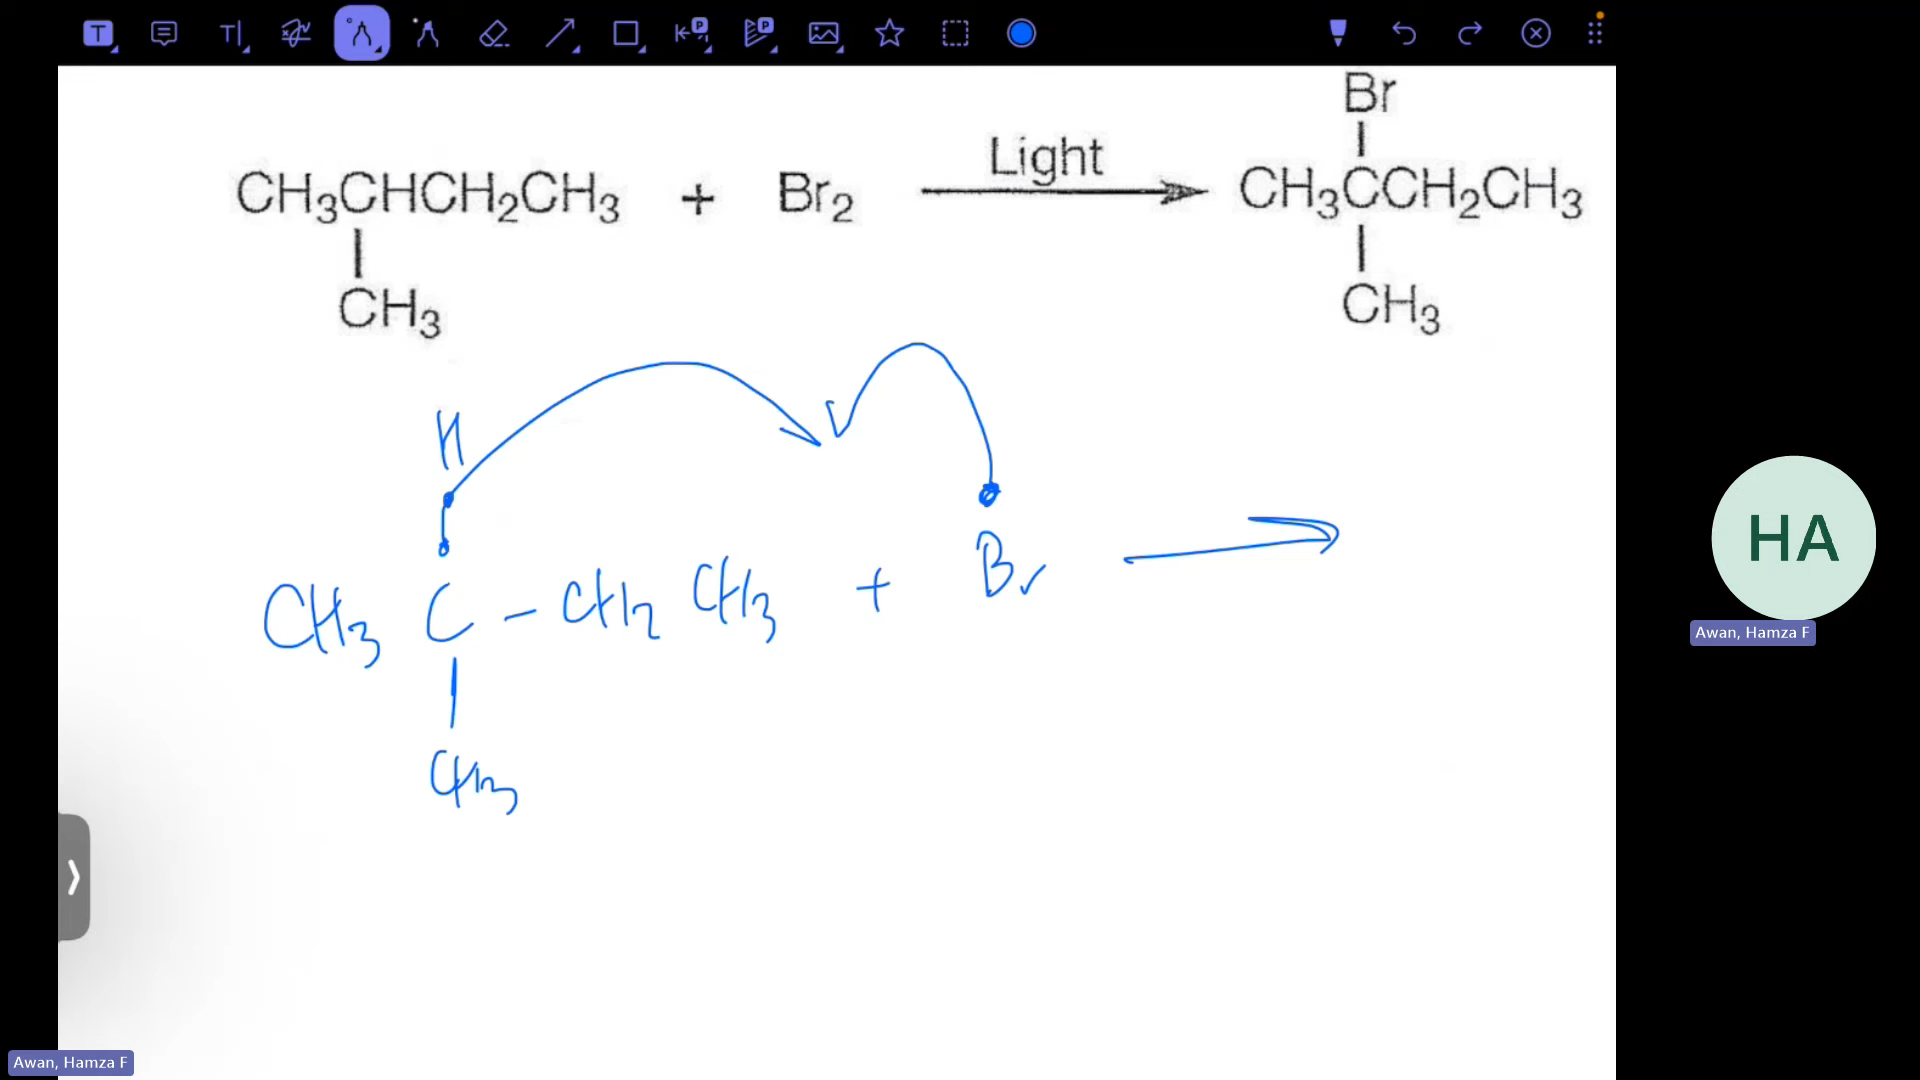 Br
Light
CH₃CHCH₂CH₃ + Br₂ CH₃CCH₂CH₃
CH₃ CH₃
H
CH₃ C - CH₂ CH₃ + Br
CH₃
HA
Awan, Hamza F
Awan, Hamza F